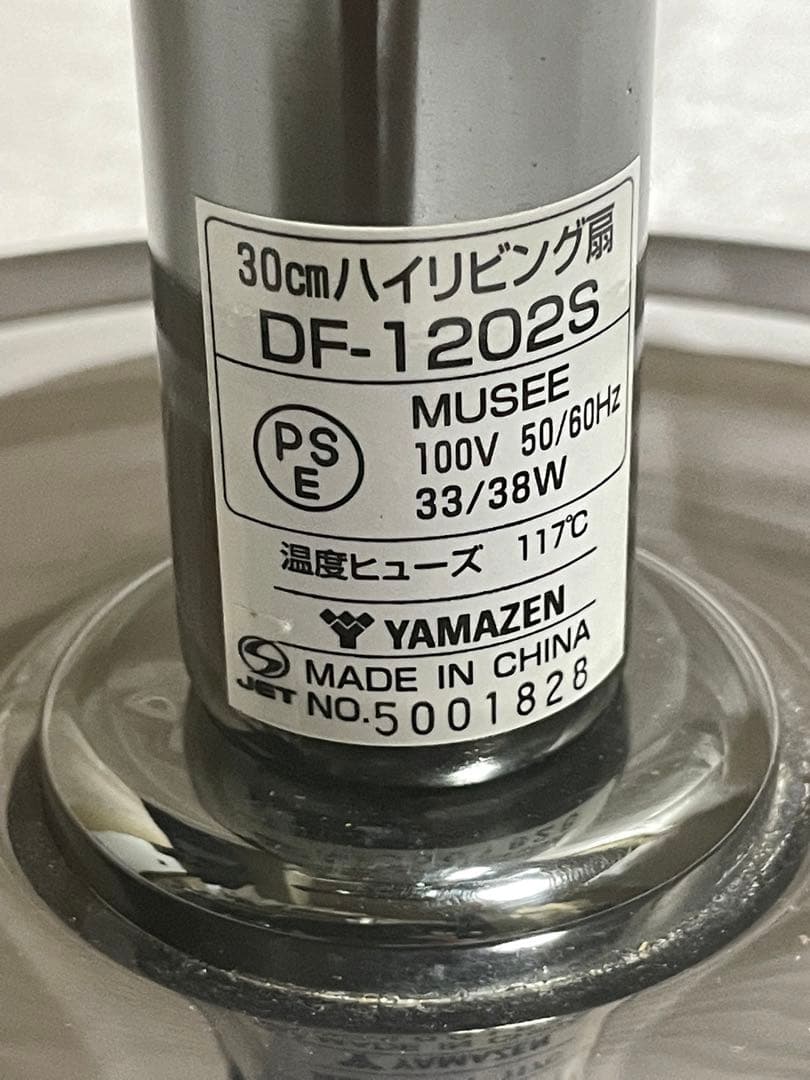 30cmハイリビング扇
DF-1202S
PS
E
MUSEE
100V 50/60Hz
33/38W
温度ヒューズ 117℃
YAMAZEN
JET
MADE IN CHINA
NO.5001828